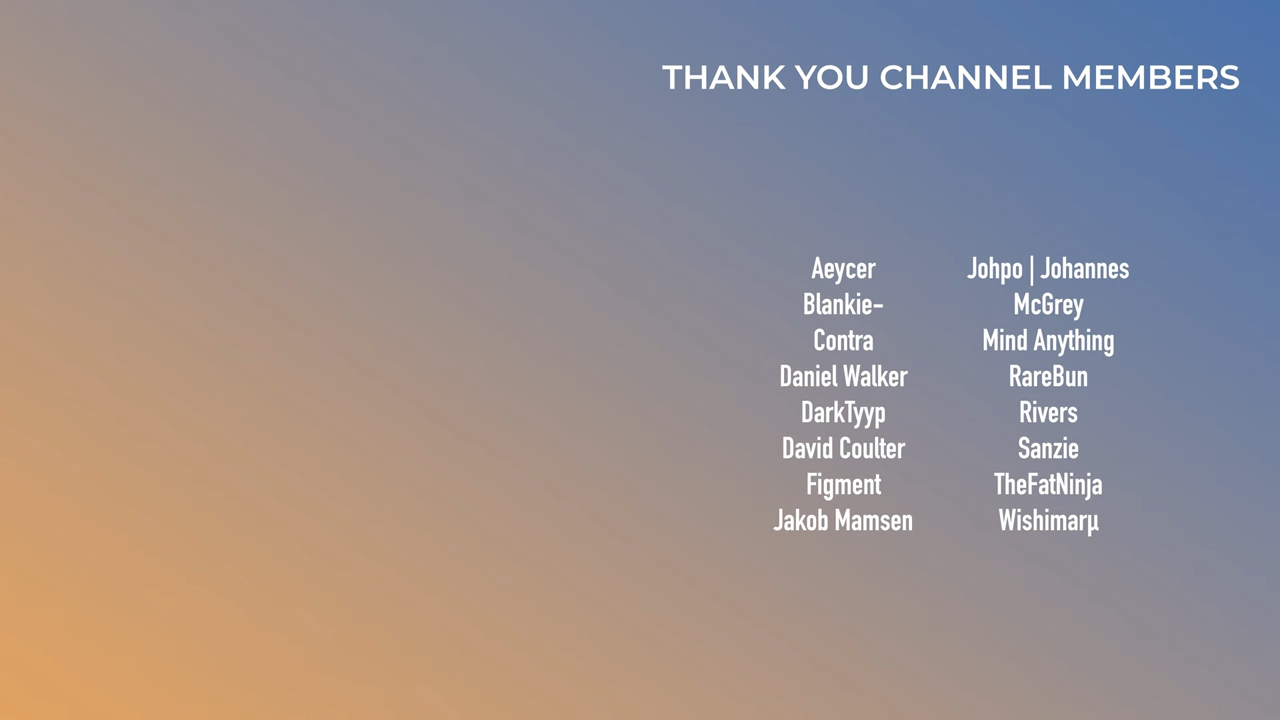 THANK YOU CHANNEL MEMBERS
Aeycer
Blankie-
Contra
Daniel Walker
DarkTyyp
David Coulter
Figment
Jakob Mamsen
Johpo | Johannes
McGrey
Mind Anything
RareBun
Rivers
Sanzie
TheFatNinja
Wishimarµ